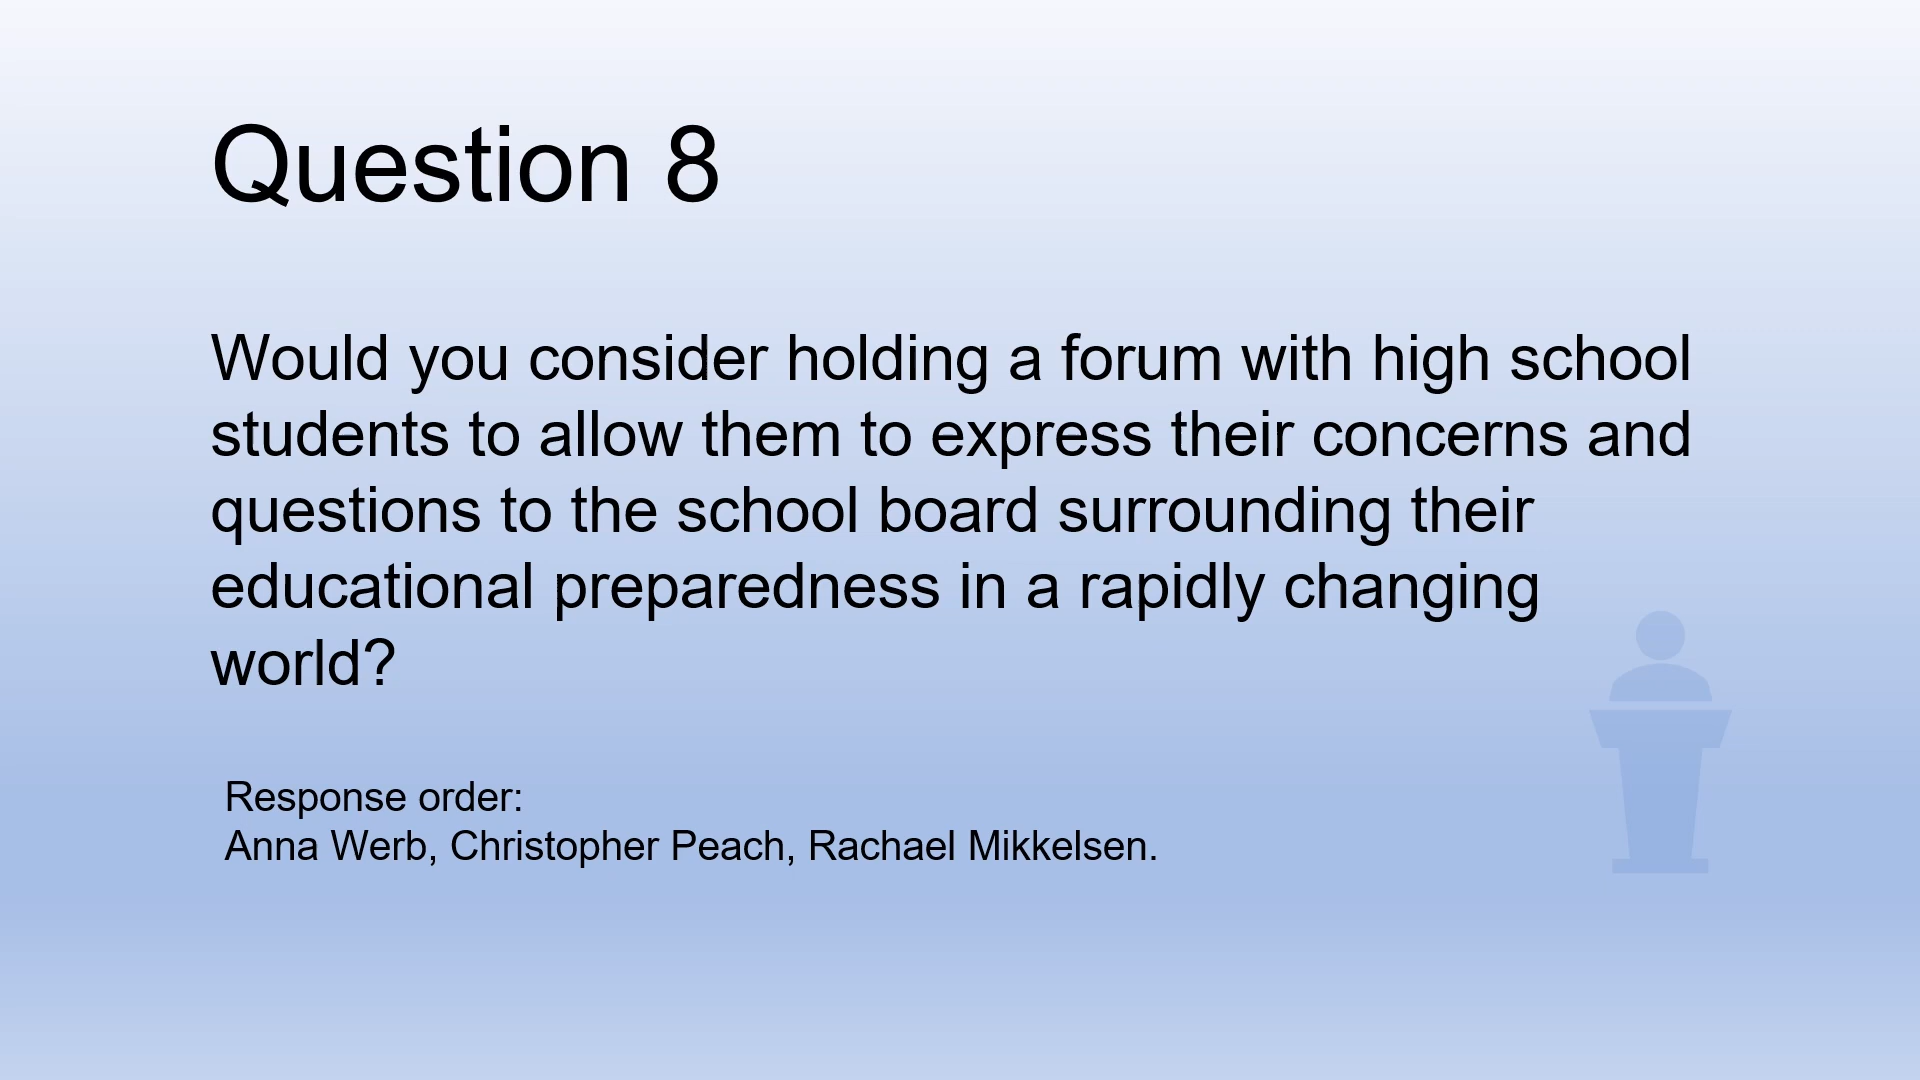 Question 8
Would you consider holding a forum with high school
students to allow them to express their concerns and
questions to the school board surrounding their
educational preparedness in a rapidly changing
world?
Response order:
Anna Werb, Christopher Peach, Rachael Mikkelsen.